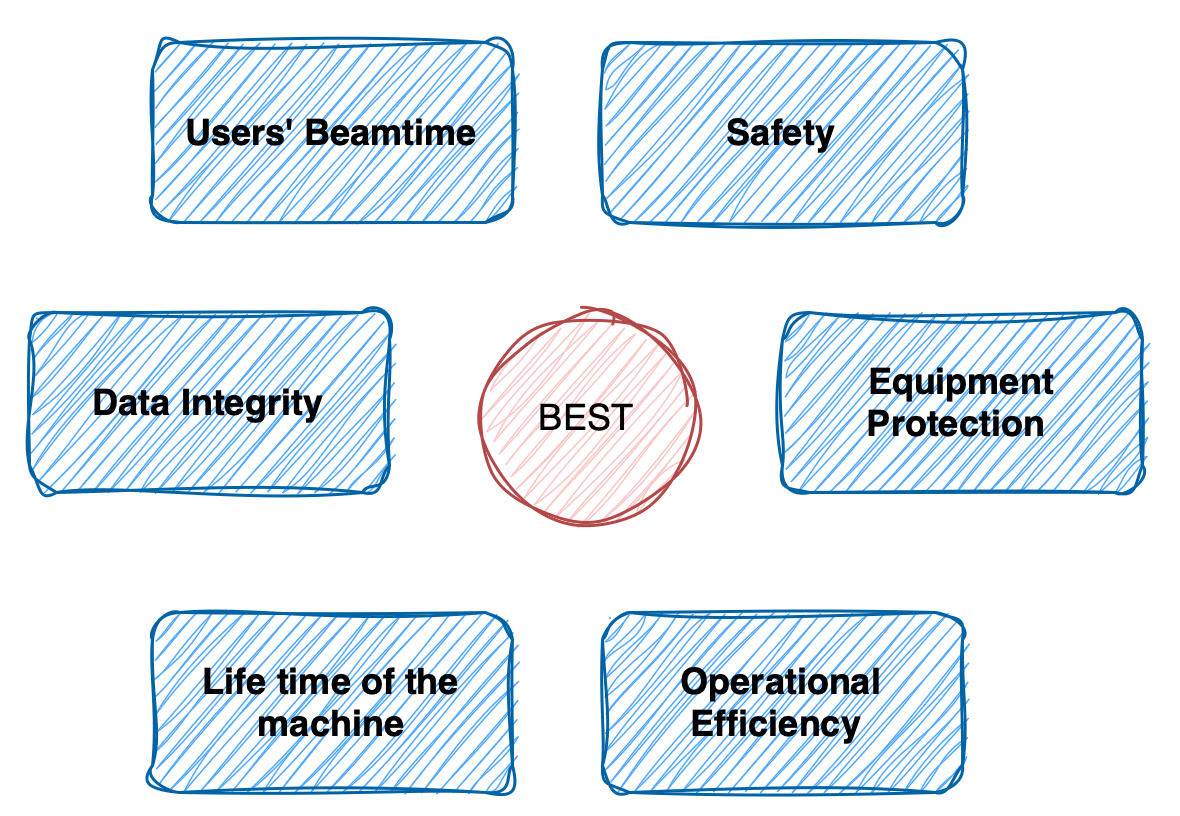 Users' Beamtime
Safety
Data Integrity
BEST
Equipment
Protection
Life time of the
machine
Operational
Efficiency